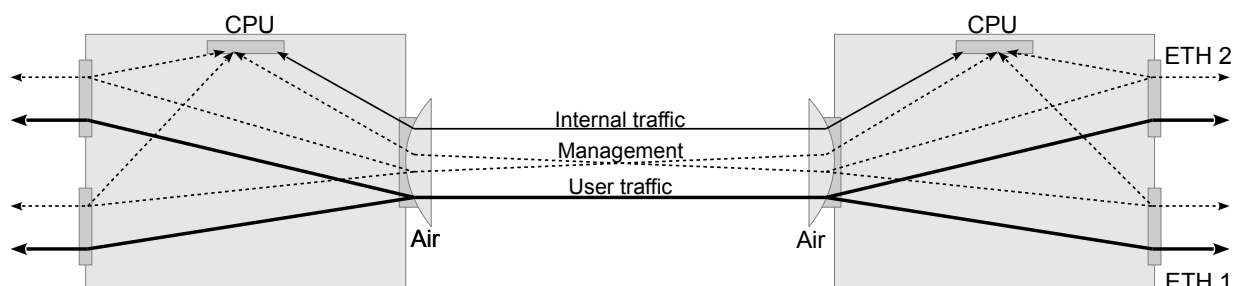 CPU
CPU
ETH 2
Internal traffic
Management
User traffic
Air
Air
ETH 1